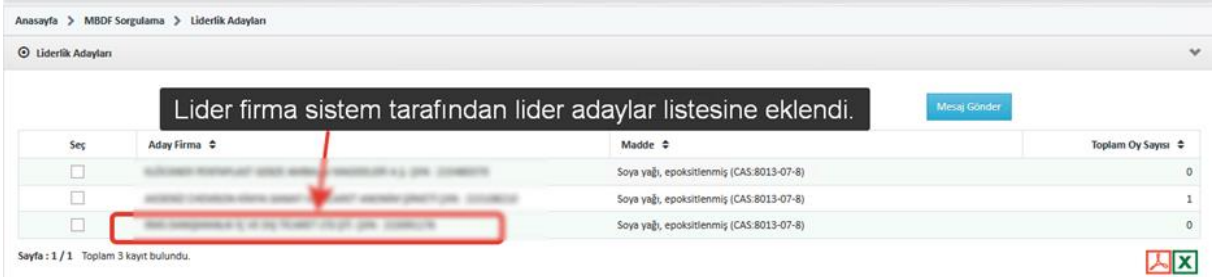 Anasayfa > MBDF Sorgulama > Liderlik Adayları
Liderlik Adayları
Lider firma sistem tarafından lider adaylar listesine eklendi.
Mesaj Gönder
Seç Aday Firma Madde Toplam Oy Sayısı
Soya yağı, epoksitlenmiş (CAS:8013-07-8) 0
Soya yağı, epoksitlenmiş (CAS:8013-07-8) 1
Soya yağı, epoksitlenmiş (CAS:8013-07-8) 0
Sayfa : 1 / 1 Toplam 3 kayıt bulundu.